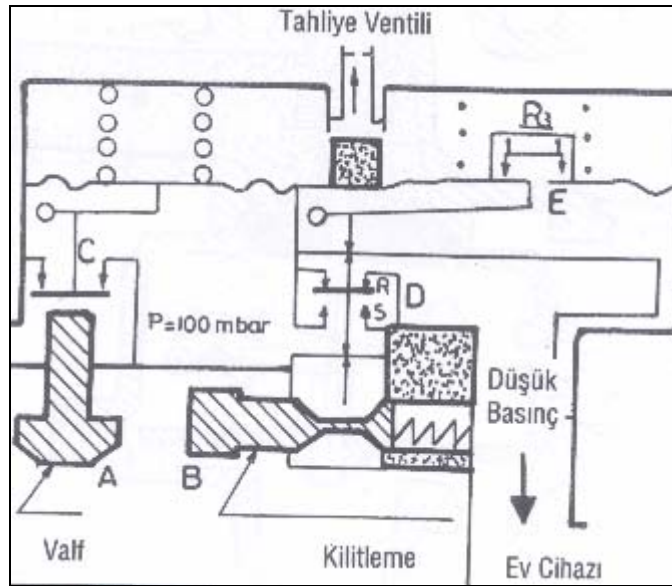 Tahliye Ventili
R3
E
C
R
D
S
P=100 mbar
Düşük
Basınç
A
B
Valf
Kilitleme
Ev Cihazı